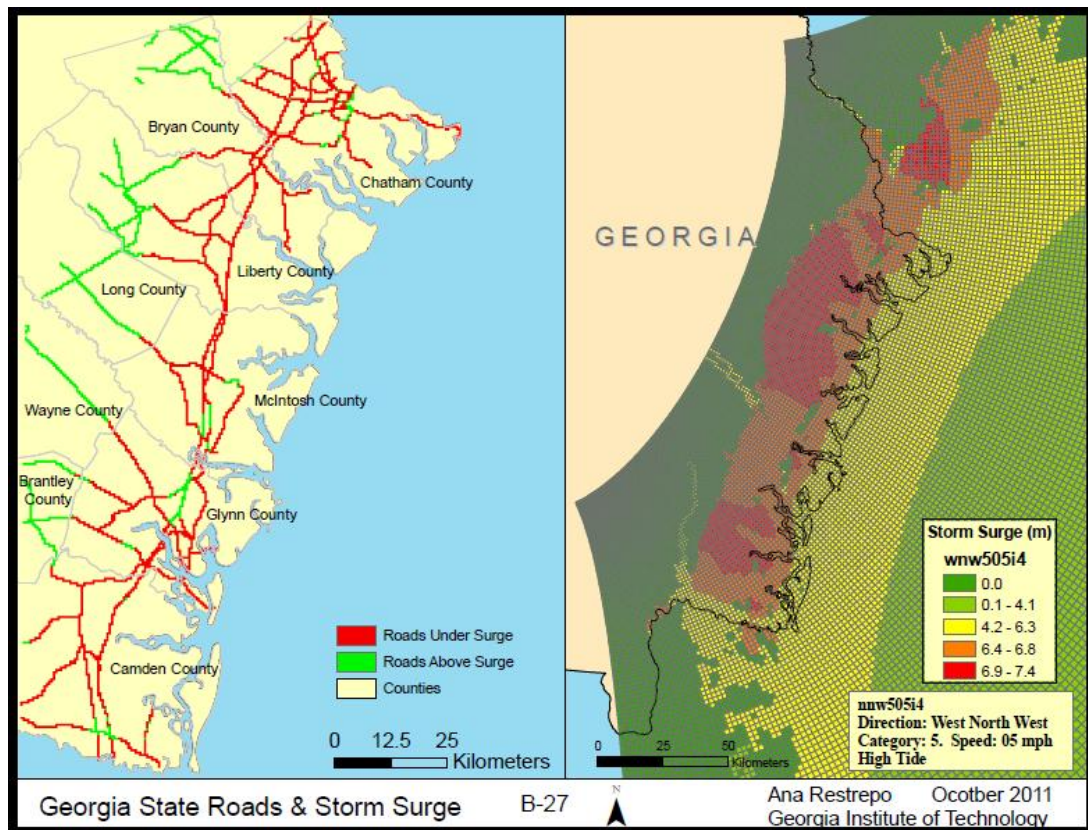 Bryan County
Chatham County
Liberty County
Long County
McIntosh County
Wayne County
Brantley
County
Glynn County
Camden County
Roads Under Surge
Roads Above Surge
Counties
0 12.5 25
Kilometers
GEORGIA
Storm Surge (m)
wnw505i4
0.0
0.1 - 4.1
4.2 - 6.3
6.4 - 6.8
6.9 - 7.4
nnw505i4
Direction: West North West
Category: 5. Speed: 05 mph
High Tide
0 25 50
Kilometers
Georgia State Roads & Storm Surge
B-27
N
Ana Restrepo Ocotber 2011
Georgia Institute of Technology